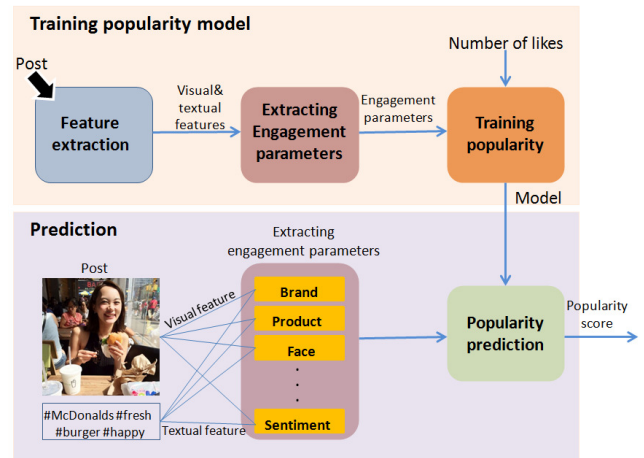 Training popularity model
Number of likes
Post
Visual&
textual
features
Engagement
parameters
Feature
extraction
Extracting
Engagement
parameters
Training
popularity
Model
Prediction
Extracting
engagement parameters
Post
Visual feature
Brand
Product
Face
.
.
.
Sentiment
Popularity
prediction
Popularity
score
#McDonalds #fresh
#burger #happy
Textual feature